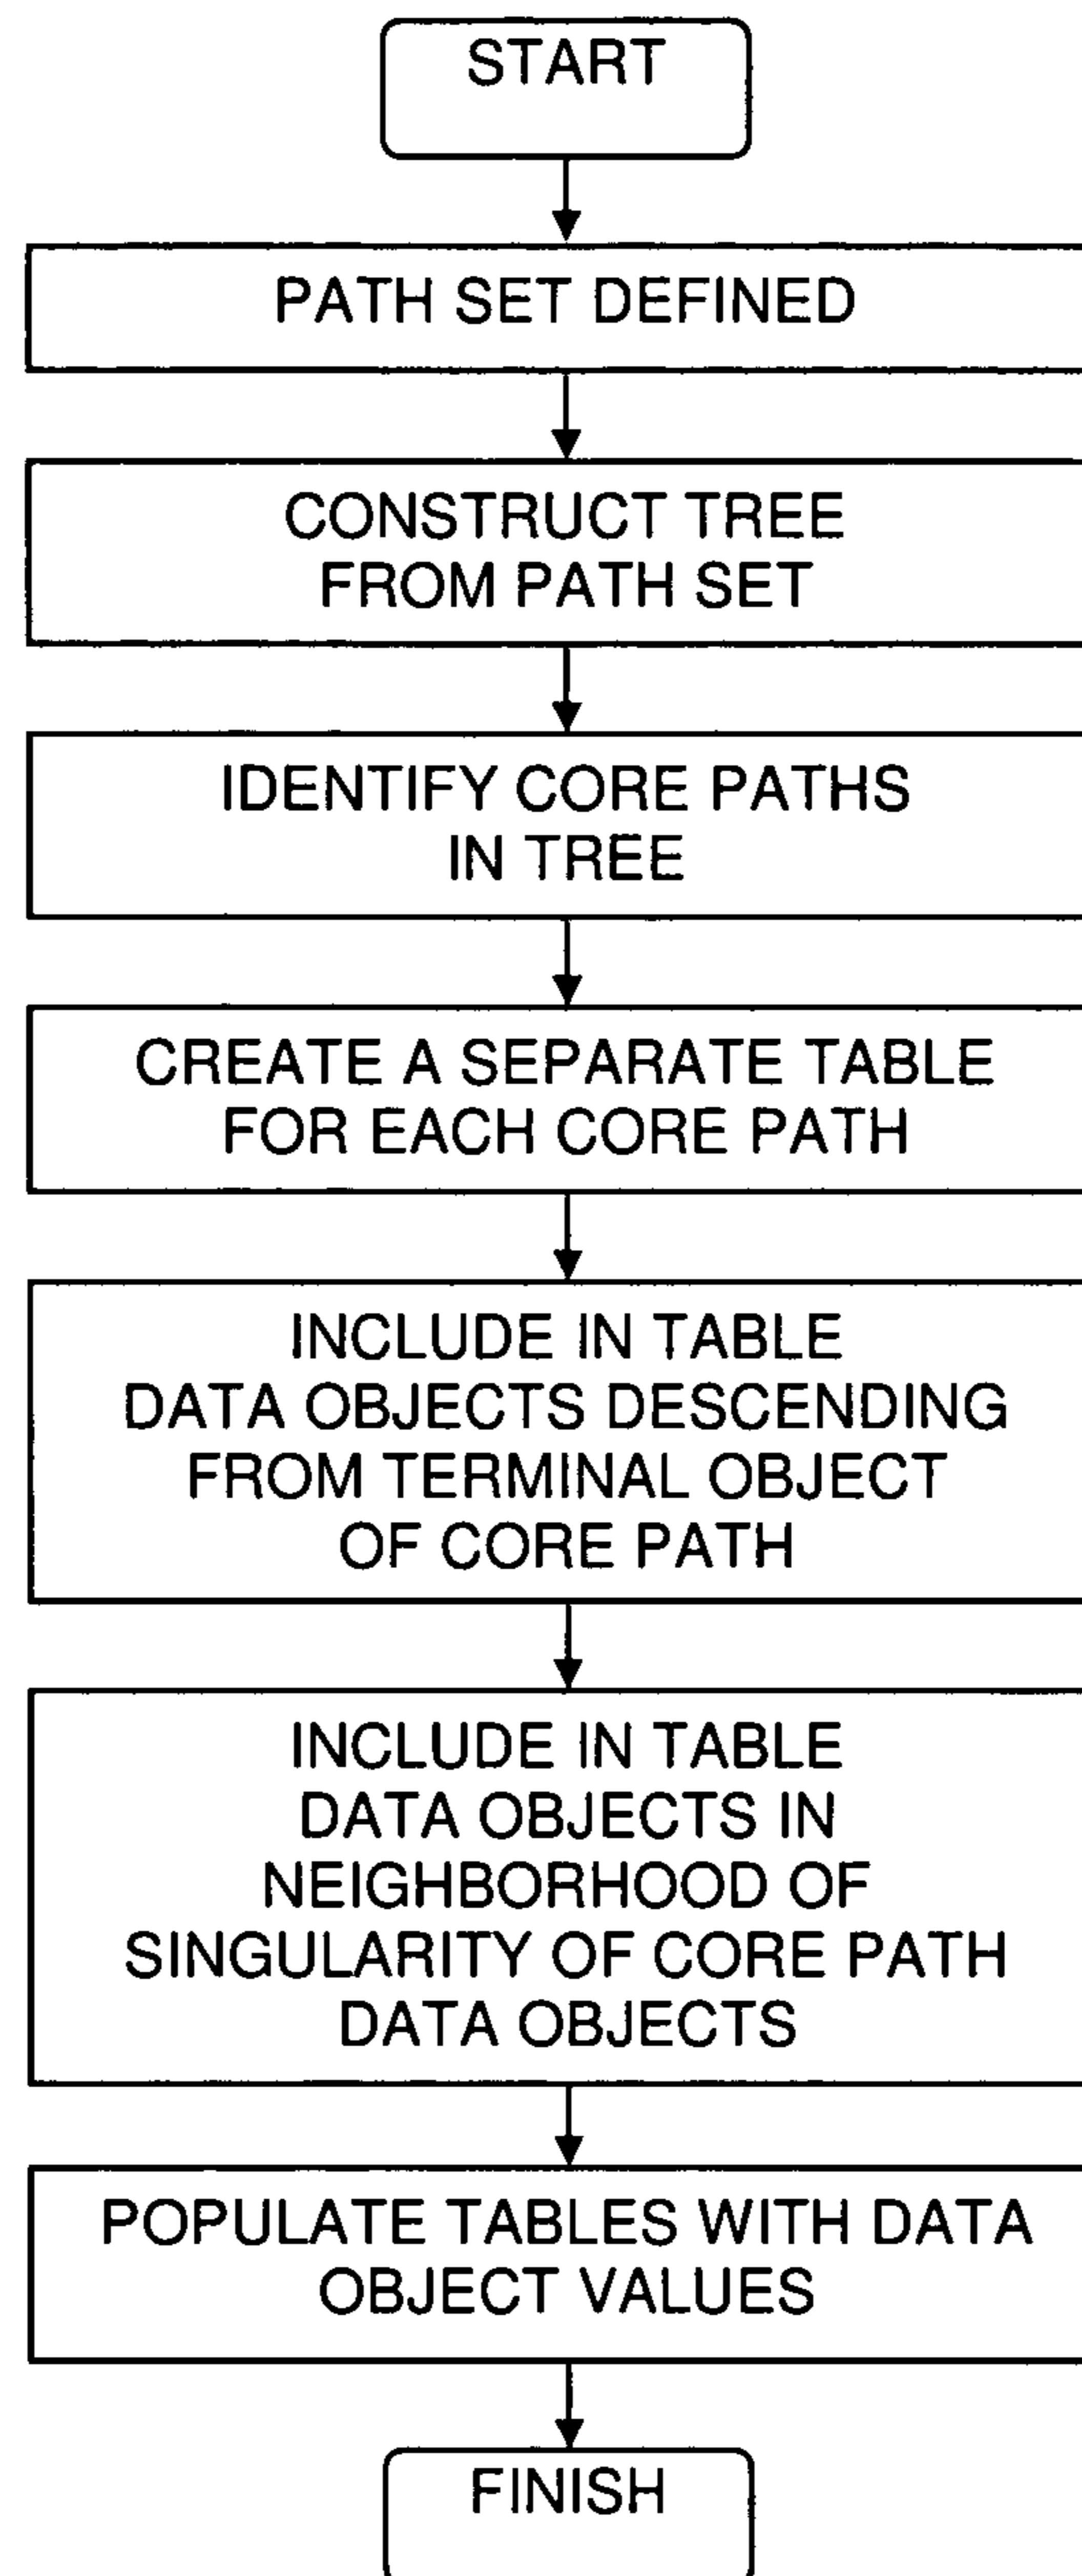 START
PATH SET DEFINED
CONSTRUCT TREE
FROM PATH SET
IDENTIFY CORE PATHS
IN TREE
CREATE A SEPARATE TABLE
FOR EACH CORE PATH
INCLUDE IN TABLE
DATA OBJECTS DESCENDING
FROM TERMINAL OBJECT
OF CORE PATH
INCLUDE IN TABLE
DATA OBJECTS IN
NEIGHBORHOOD OF
SINGULARITY OF CORE PATH
DATA OBJECTS
POPULATE TABLES WITH DATA
OBJECT VALUES
FINISH